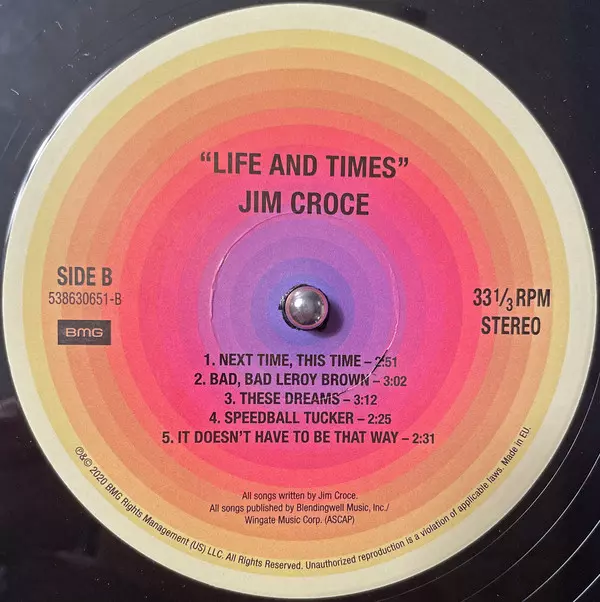 "LIFE AND TIMES"
JIM CROCE
SIDE B
538630651-B
BMG
33 1/3 RPM
STEREO
1. NEXT TIME, THIS TIME – 2:51
2. BAD, BAD LEROY BROWN – 3:02
3. THESE DREAMS – 3:12
4. SPEEDBALL TUCKER – 2:25
5. IT DOESN'T HAVE TO BE THAT WAY – 2:31
All songs written by Jim Croce.
All songs published by Blendingwell Music, Inc./
Wingate Music Corp. (ASCAP)
℗&© 2020 BMG Rights Management (US) LLC. All Rights Reserved. Unauthorized reproduction is a violation of applicable laws. Made in EU.